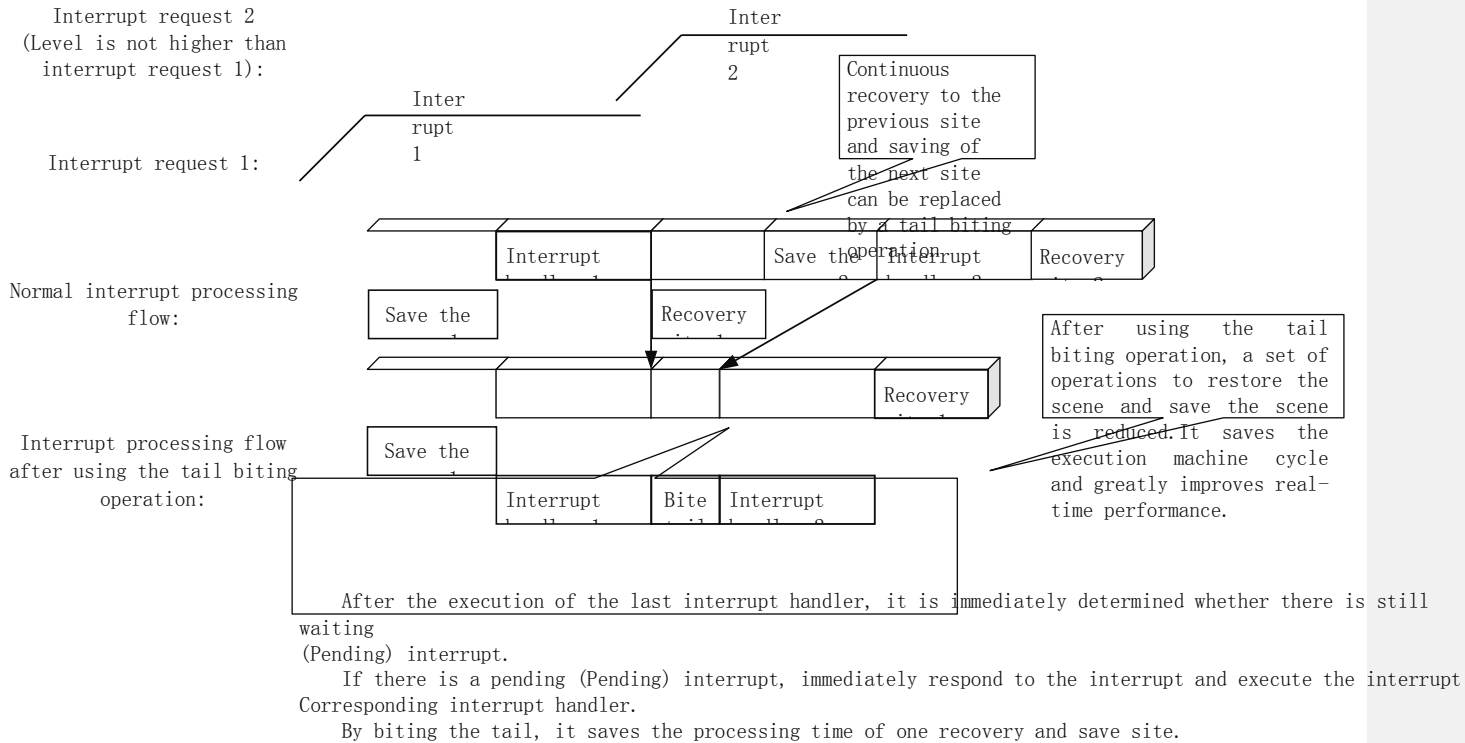 Interrupt request 2
(Level is not higher than
interrupt request 1):
Inter
rupt
2
Inter
rupt
1
Interrupt request 1:
Continuous
recovery to the
previous site
and saving of
the next site
can be replaced
by a tail biting
operation
Interrupt
Save the
Interrupt
Recovery
Normal interrupt processing
flow:
Save the
Recovery
After using the tail
biting operation, a set of
operations to restore the
scene and save the scene
is reduced.It saves the
execution machine cycle
and greatly improves real-
time performance.
Recovery
Interrupt processing flow
after using the tail biting
operation:
Save the
Interrupt
Bite
tail
Interrupt
After the execution of the last interrupt handler, it is immediately determined whether there is still
waiting
(Pending) interrupt.
If there is a pending (Pending) interrupt, immediately respond to the interrupt and execute the interrupt
Corresponding interrupt handler.
By biting the tail, it saves the processing time of one recovery and save site.